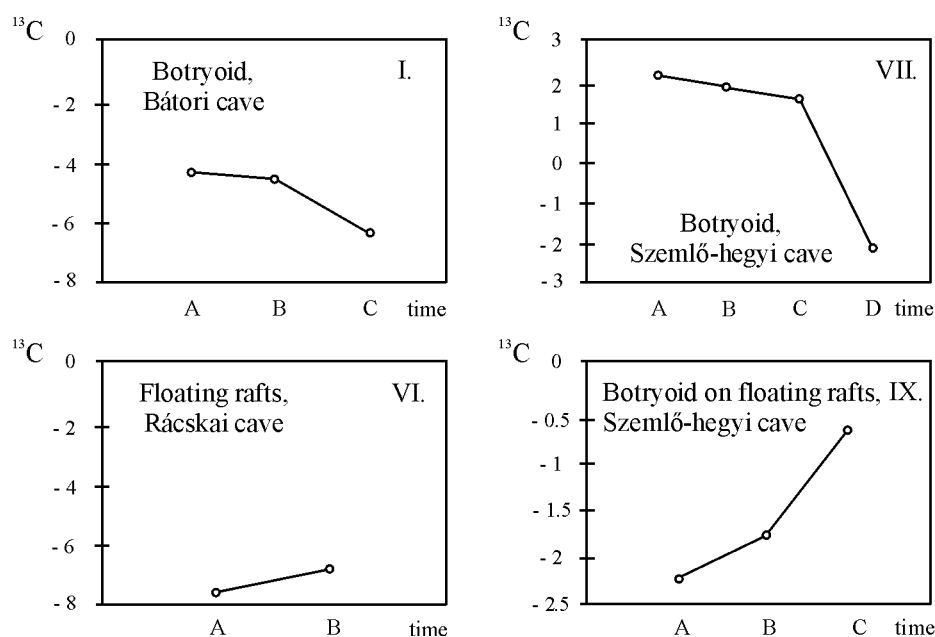 ¹³C
0
- 2
- 4
- 6
- 8
Botryoid, I.
Bátori cave
A B C time
¹³C
3
2
1
0
- 1
- 2
- 3
VII.
Botryoid,
Szemlő-hegyi cave
A B C D time
¹³C
0
- 2
- 4
- 6
- 8
Floating rafts, VI.
Rácskai cave
A B time
¹³C
0
- 0.5
- 1
- 1.5
- 2
- 2.5
Botryoid on floating rafts, IX.
Szemlő-hegyi cave
A B C time